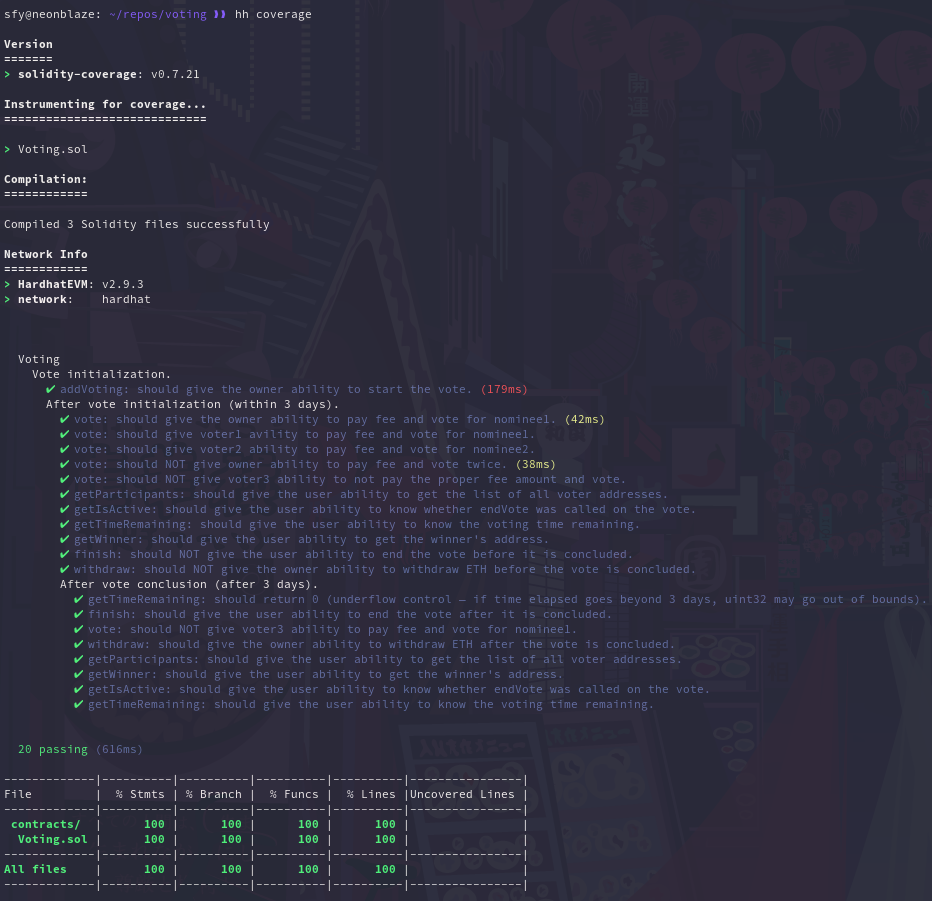 sfy@neonblaze: ~/repos/voting ❱❱ hh coverage
Version
=======
> solidity-coverage: v0.7.21
Instrumenting for coverage...
=============================
> Voting.sol
Compilation:
============
Compiled 3 Solidity files successfully
Network Info
============
> HardhatEVM: v2.9.3
> network:    hardhat
Voting
Vote initialization.
✔ addVoting: should give the owner ability to start the vote. (179ms)
After vote initialization (within 3 days).
✔ vote: should give the owner ability to pay fee and vote for nominee1. (42ms)
✔ vote: should give voter1 avility to pay fee and vote for nominee1.
✔ vote: should give voter2 ability to pay fee and vote for nominee2.
✔ vote: should NOT give owner ability to pay fee and vote twice. (38ms)
✔ vote: should NOT give voter3 ability to not pay the proper fee amount and vote.
✔ getParticipants: should give the user ability to get the list of all voter addresses.
✔ getIsActive: should give the user ability to know whether endVote was called on the vote.
✔ getTimeRemaining: should give the user ability to know the voting time remaining.
✔ getWinner: should give the user ability to get the winner's address.
✔ finish: should NOT give the user ability to end the vote before it is concluded.
✔ withdraw: should NOT give the owner ability to withdraw ETH before the vote is concluded.
After vote conclusion (after 3 days).
✔ getTimeRemaining: should return 0 (underflow control — if time elapsed goes beyond 3 days, uint32 may go out of bounds).
✔ finish: should give the user ability to end the vote after it is concluded.
✔ vote: should NOT give voter3 ability to pay fee and vote for nominee1.
✔ withdraw: should give the owner ability to withdraw ETH after the vote is concluded.
✔ getParticipants: should give the user ability to get the list of all voter addresses.
✔ getWinner: should give the user ability to get the winner's address.
✔ getIsActive: should give the user ability to know whether endVote was called on the vote.
✔ getTimeRemaining: should give the user ability to know the voting time remaining.
20 passing (616ms)
-------------|----------|----------|----------|----------|----------------|
File         |  % Stmts | % Branch |  % Funcs |  % Lines |Uncovered Lines |
-------------|----------|----------|----------|----------|----------------|
 contracts/  |      100 |      100 |      100 |      100 |                |
  Voting.sol |      100 |      100 |      100 |      100 |                |
-------------|----------|----------|----------|----------|----------------|
All files    |      100 |      100 |      100 |      100 |                |
-------------|----------|----------|----------|----------|----------------|